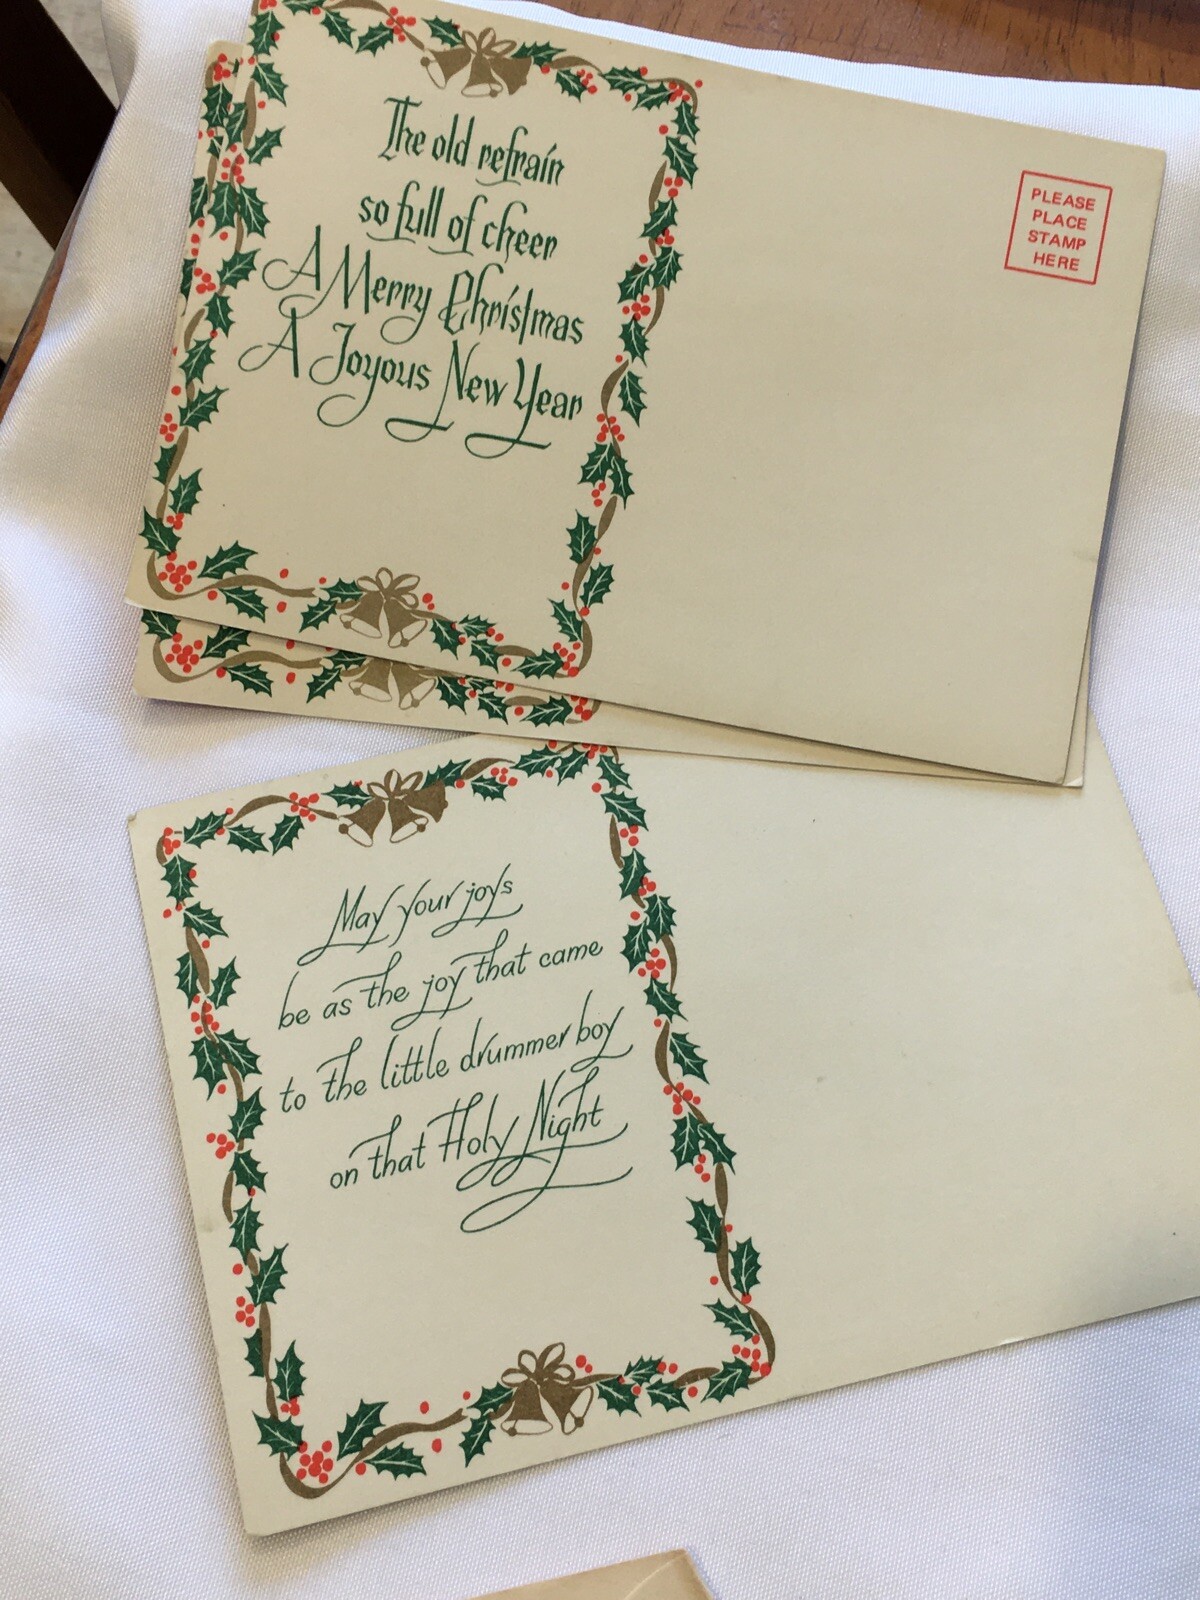 The old refrain
so full of cheer
A Merry Christmas
A Joyous New Year
PLEASE
PLACE
STAMP
HERE
May your joys
be as the joy that came
to the little drummer boy
on that Holy Night